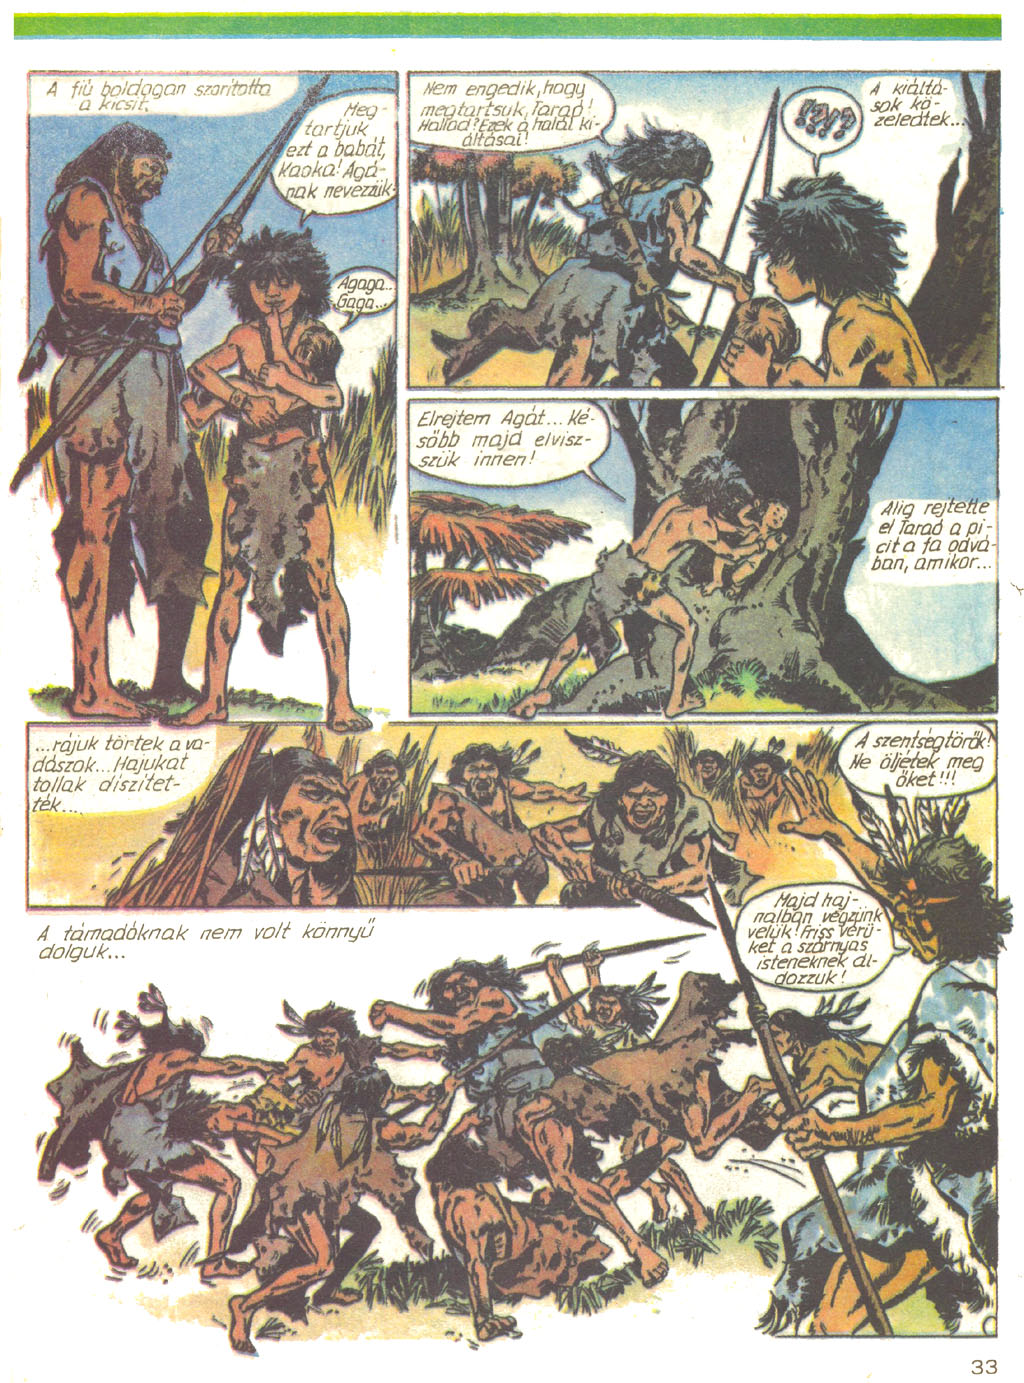 A fiú boldogan szorította
a kicsit.
Meg-
tartjuk
ezt a babát,
Kaoka! Agá-
nak nevezzük.
Agaga...
Gaga...
Nem engedik, hogy
megtartsuk, Tarad!
Hallod? Ezek a halál ki-
áltásai!
!?!?
A kiáltá-
sok kö-
zeledtek...
Elrejtem Agát... Ké-
sőbb majd elvisz-
szük innen!
Alig rejtette
el Tarad a pi-
cit a fa odvá-
ban, amikor...
...rájuk törtek a va-
dászok... Hajukat
tollak díszítet-
ték...
A szentségtörők!
Ne öljétek meg
őket!!!
Majd haj-
nalban végzünk
velük! Friss vérü-
ket a szárnyas
isteneknek ál-
dozzuk!
A támadóknak nem volt könnyű
dolguk...
33